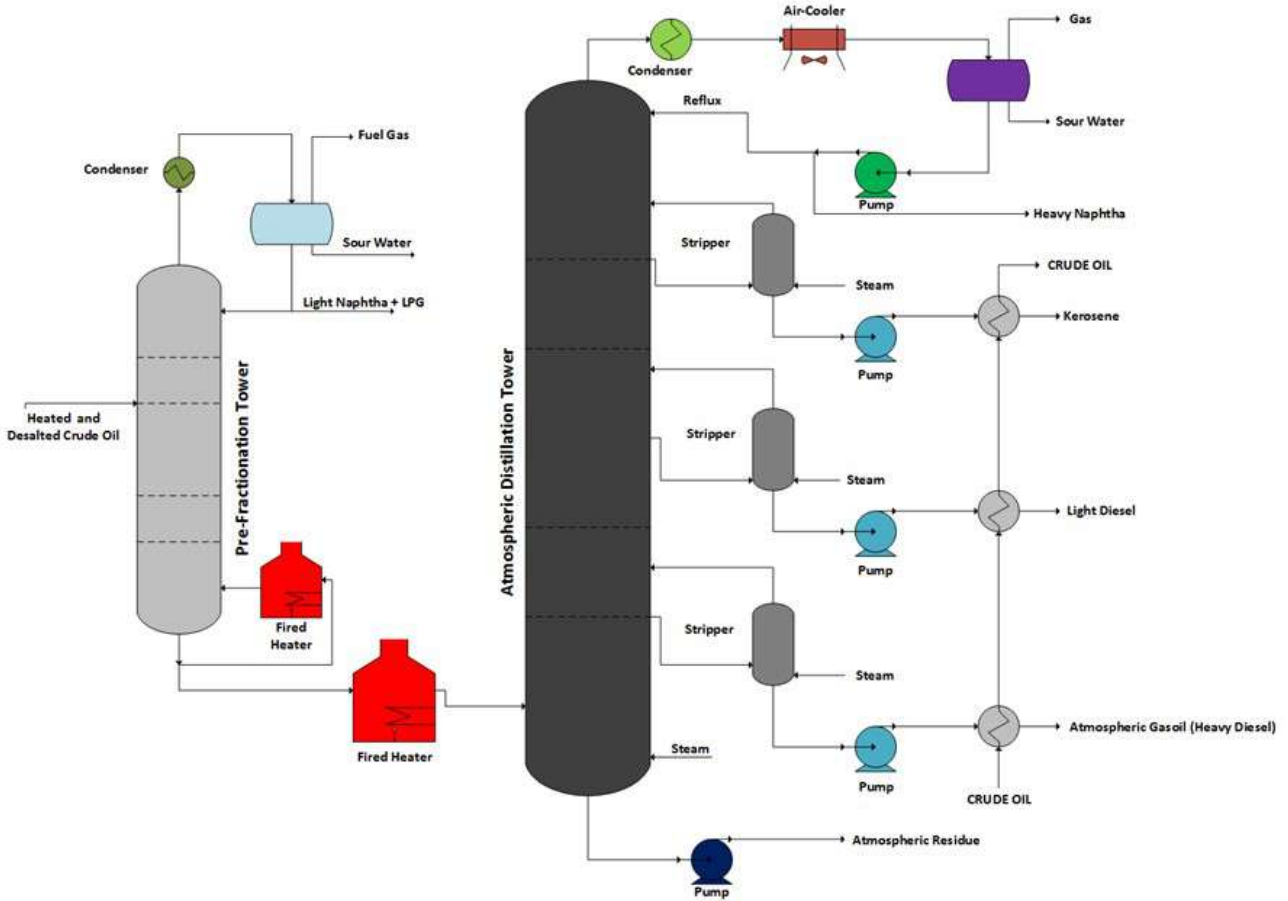 Air-Cooler
Gas
Condenser
Reflux
Sour Water
Fuel Gas
Condenser
Pump
Heavy Naphtha
Sour Water
Stripper
CRUDE OIL
Steam
Light Naphtha + LPG
Kerosene
Pump
Heated and
Desalted Crude Oil
Pre-Fractionation Tower
Atmospheric Distillation Tower
Stripper
Steam
Light Diesel
Pump
Fired
Heater
Stripper
Steam
Atmospheric Gasoil (Heavy Diesel)
Fired Heater
Steam
Pump
CRUDE OIL
Atmospheric Residue
Pump